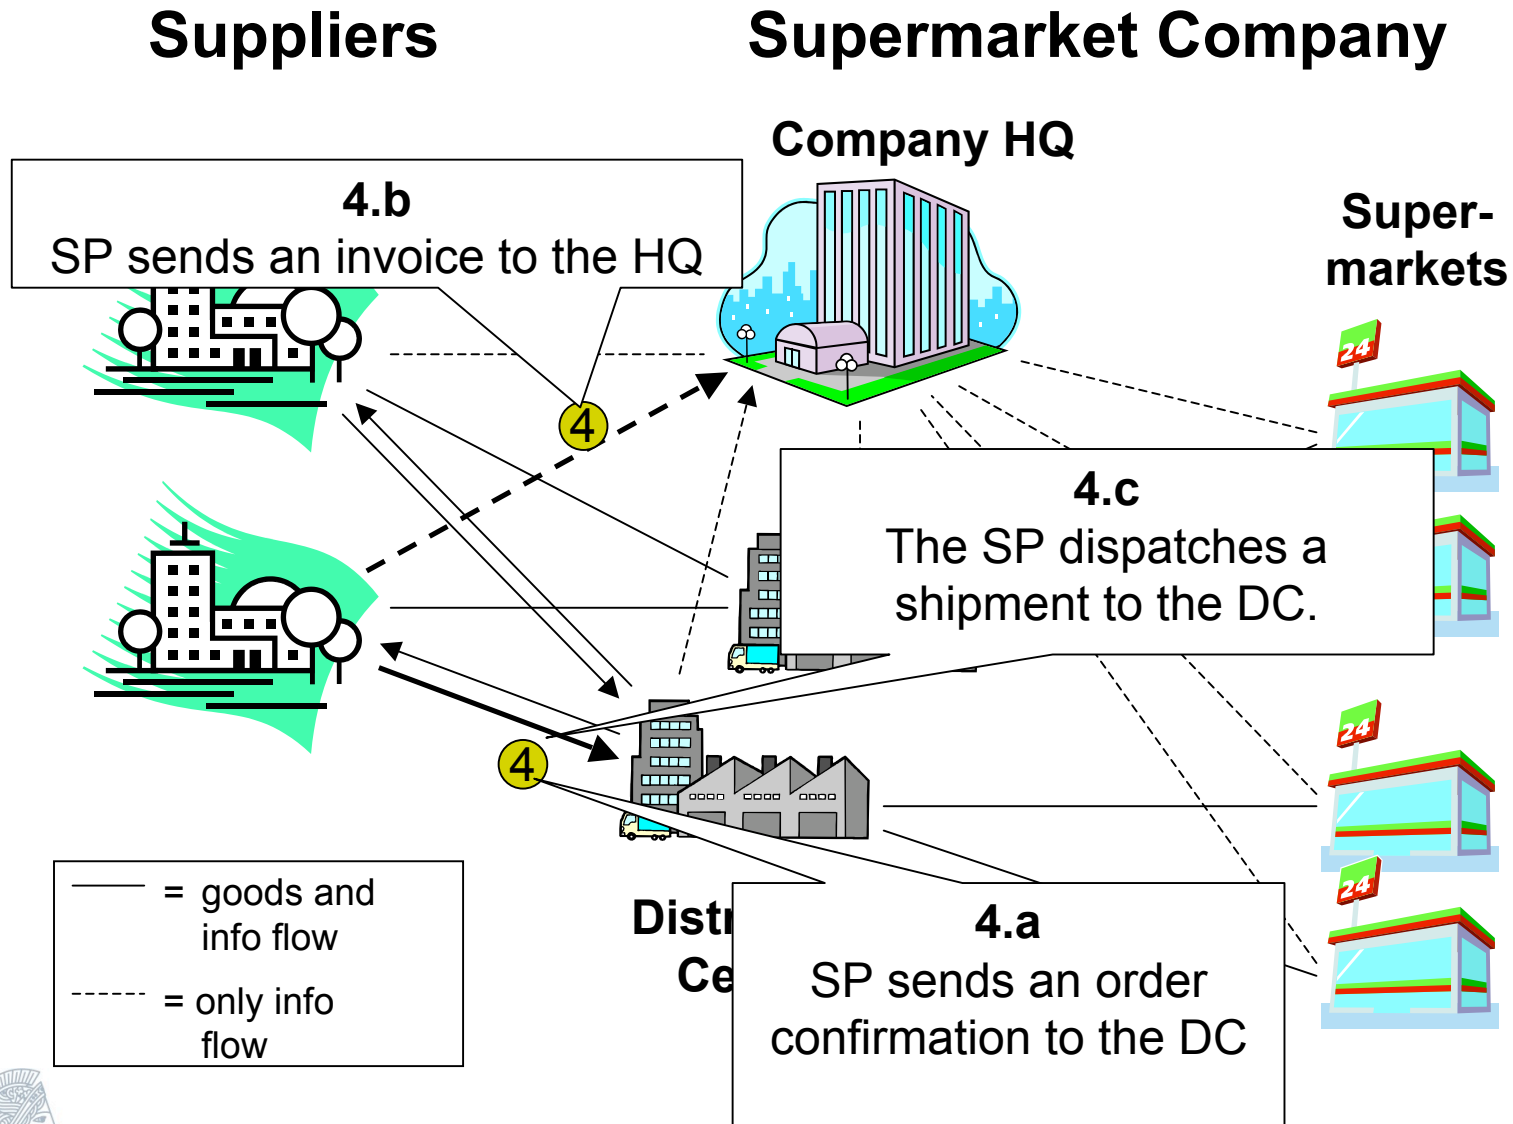 Suppliers
Supermarket Company
Company HQ
4.b
SP sends an invoice to the HQ
Super-
markets
24
4
4.c
The SP dispatches a
shipment to the DC.
24
4
24
= goods and
info flow
= only info
flow
4.a
SP sends an order
confirmation to the DC